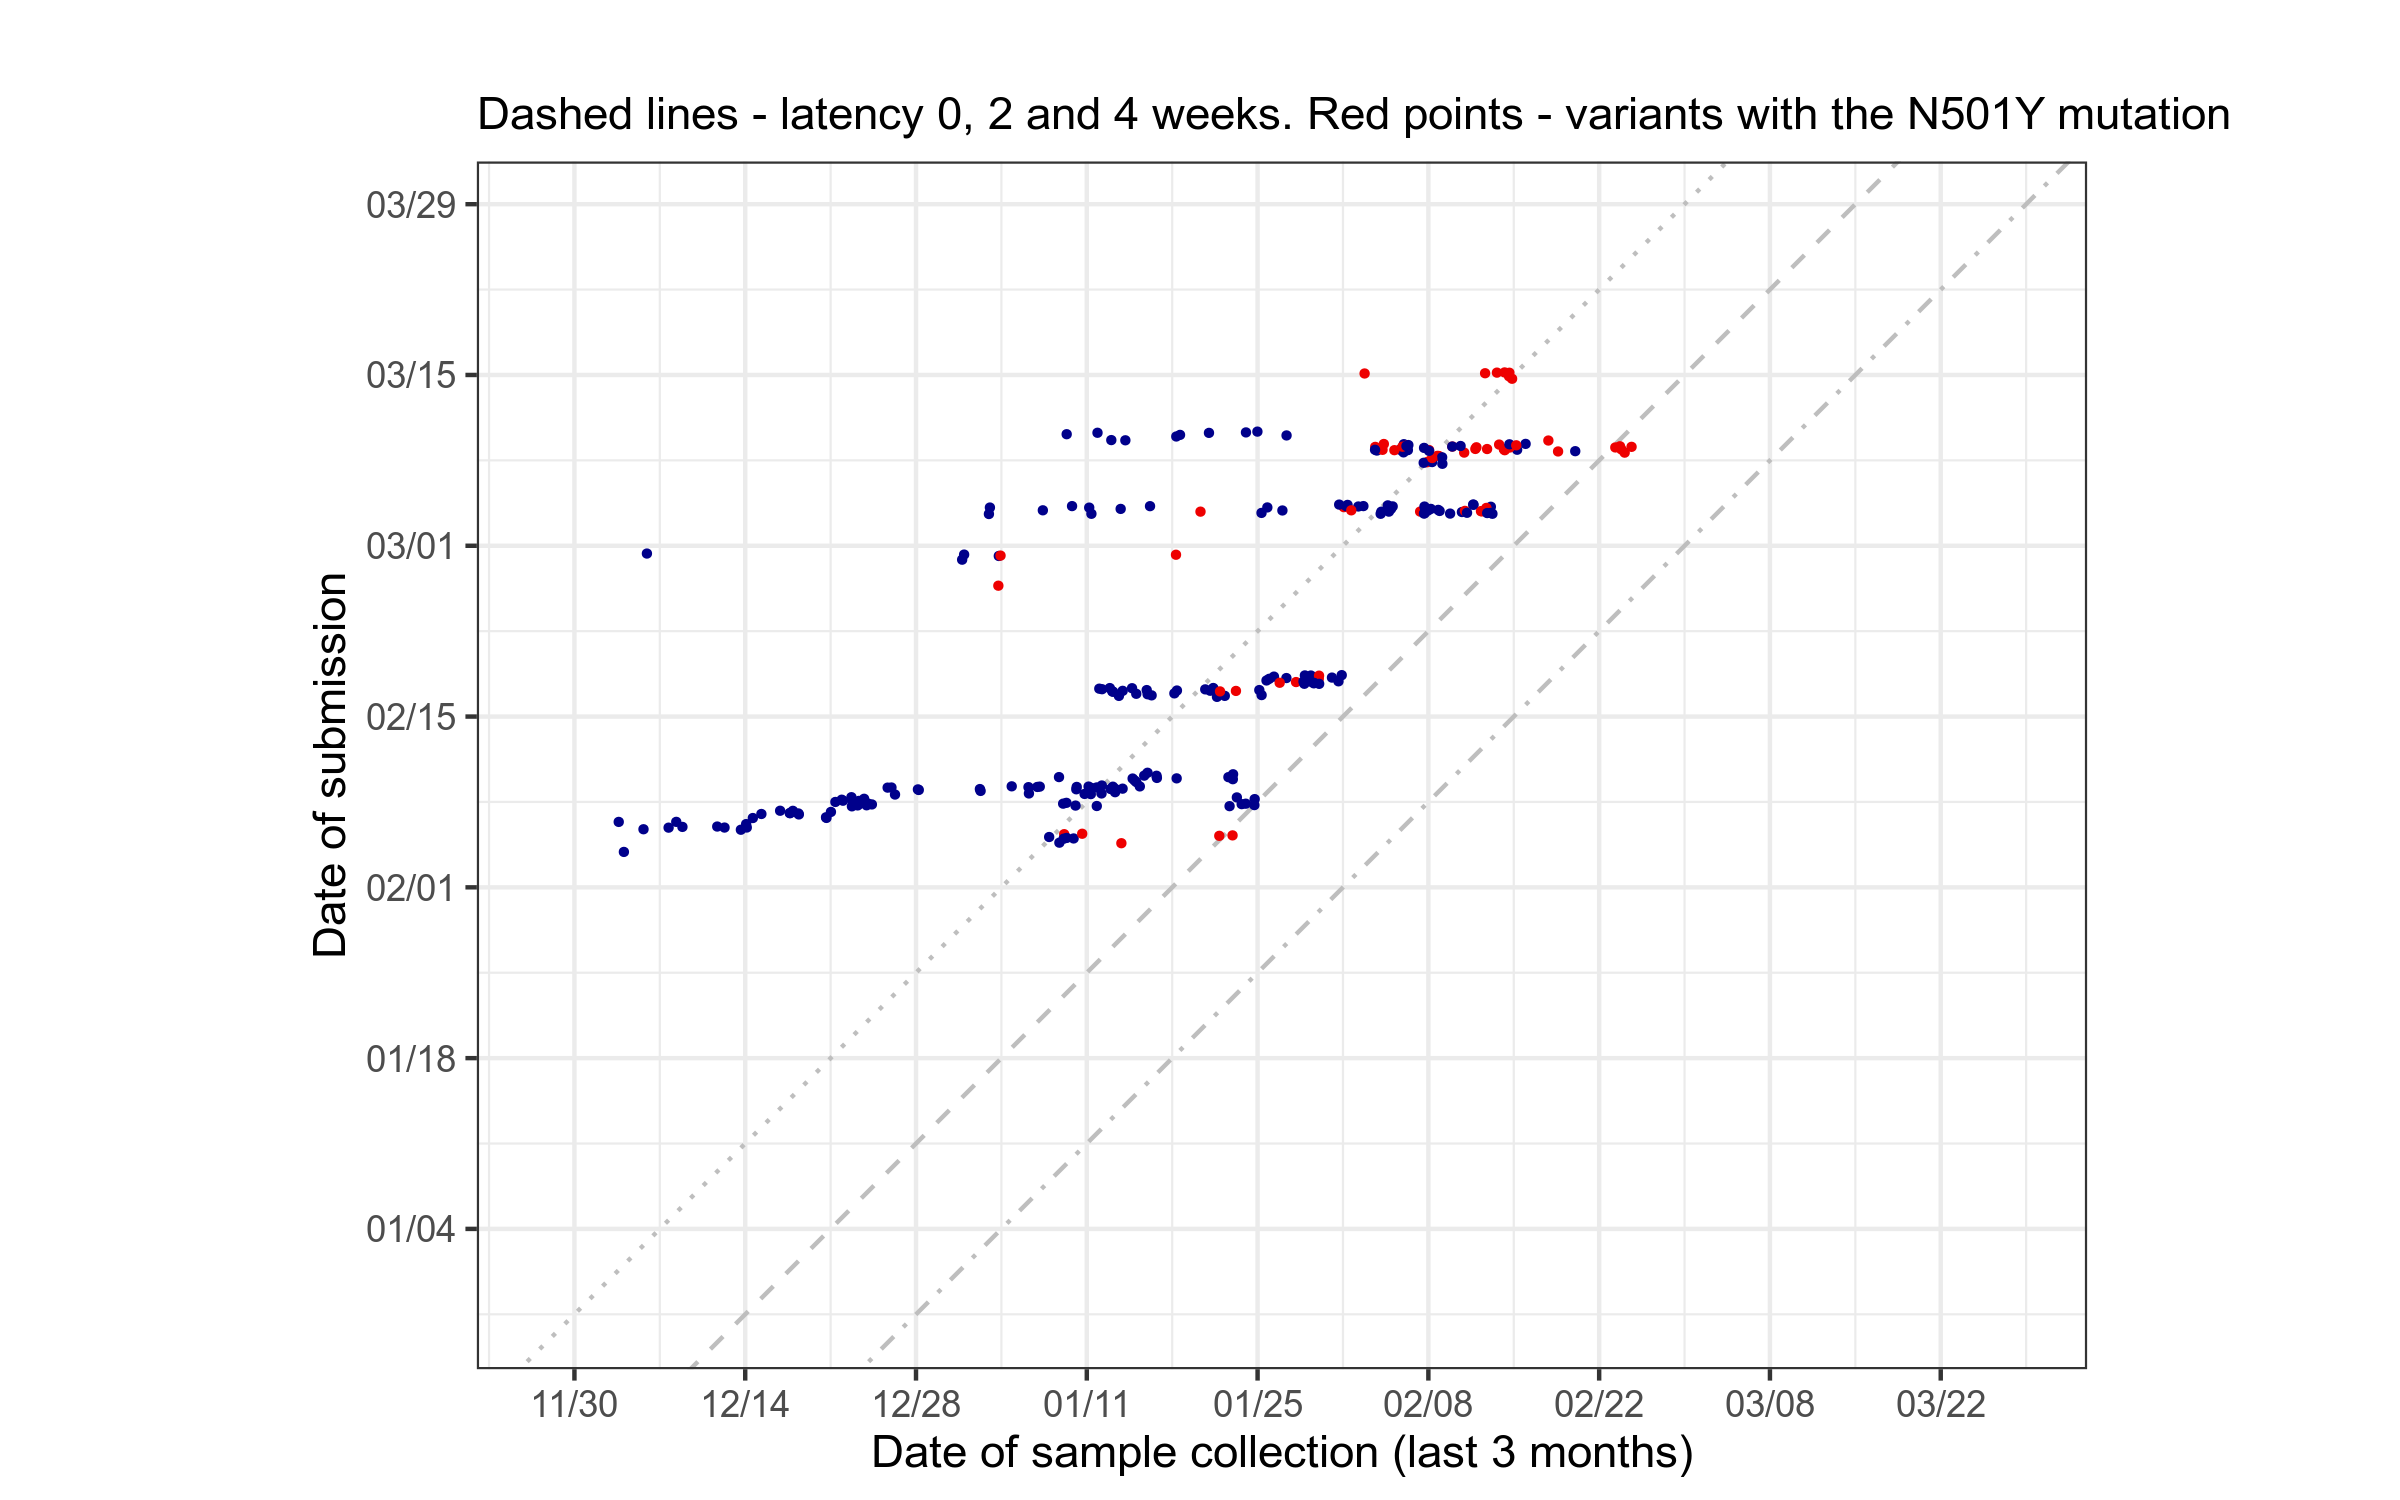 Dashed lines - latency 0, 2 and 4 weeks. Red points - variants with the N501Y mutation
Date of submission
03/29
03/15
03/01
02/15
02/01
01/18
01/04
11/30 12/14 12/28 01/11 01/25 02/08 02/22 03/08 03/22
Date of sample collection (last 3 months)